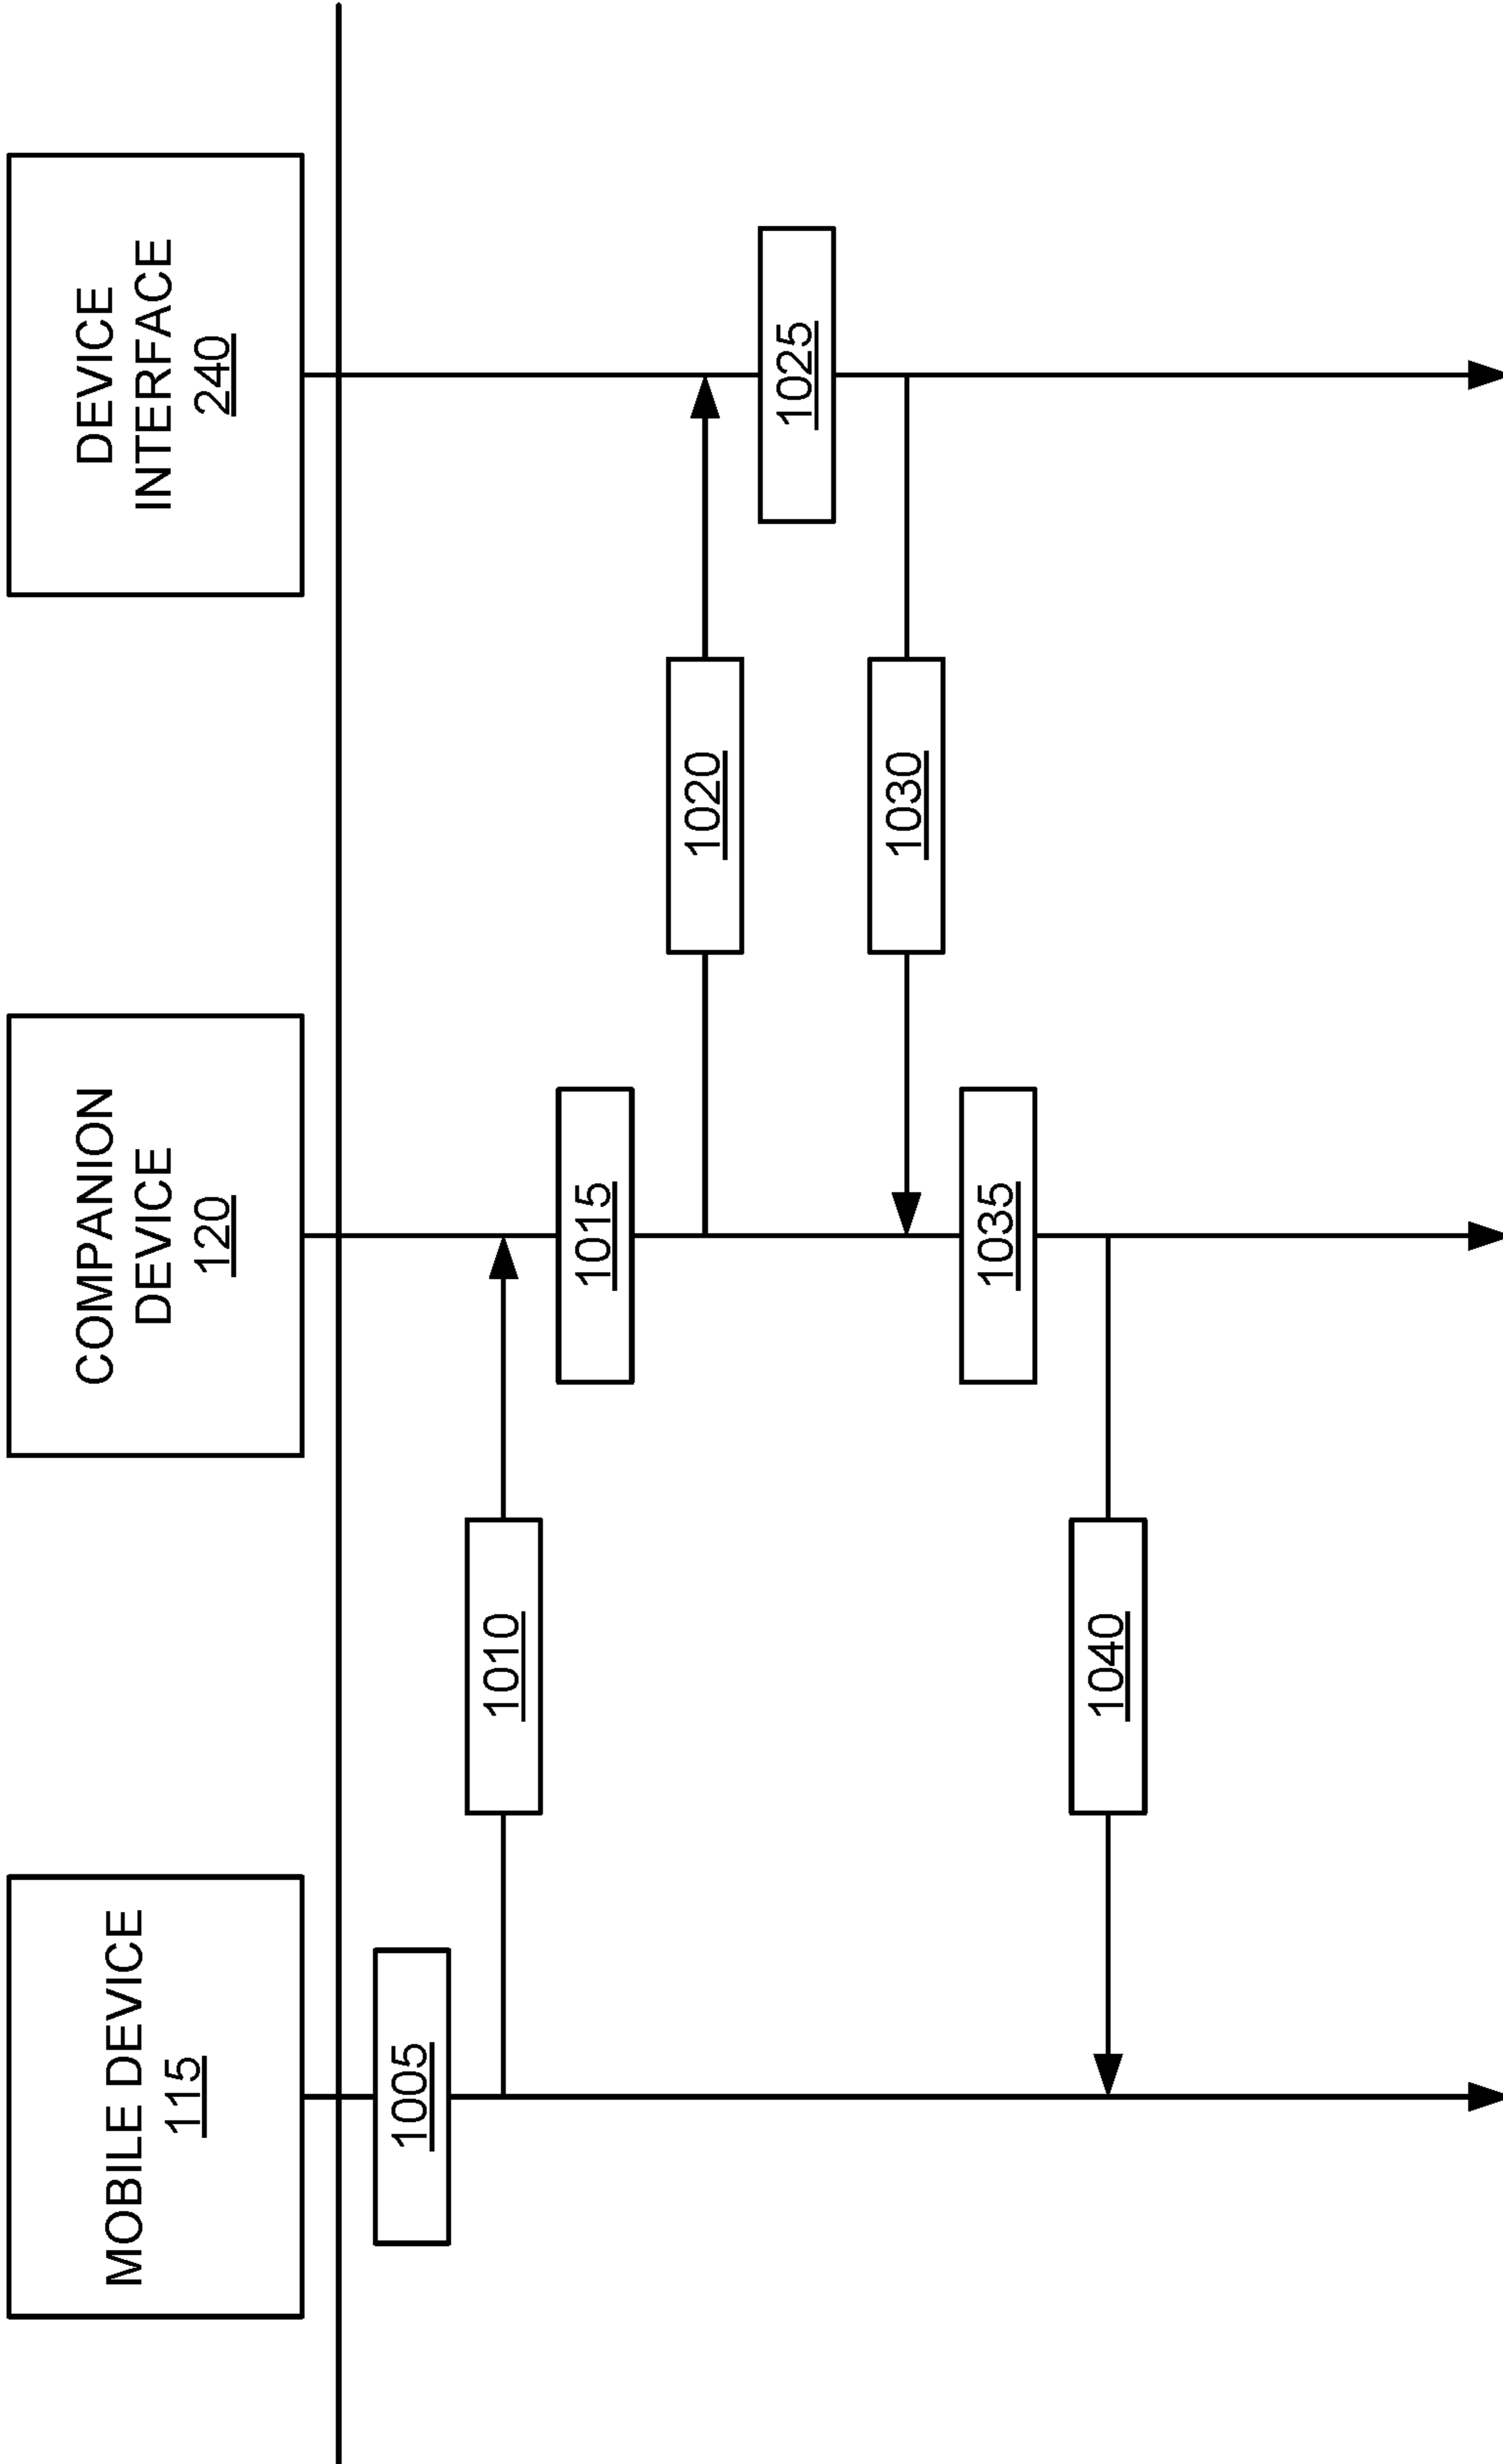 MOBILE DEVICE
115
COMPANION
DEVICE
120
DEVICE
INTERFACE
240
1005
1010
1015
1020
1025
1030
1035
1040